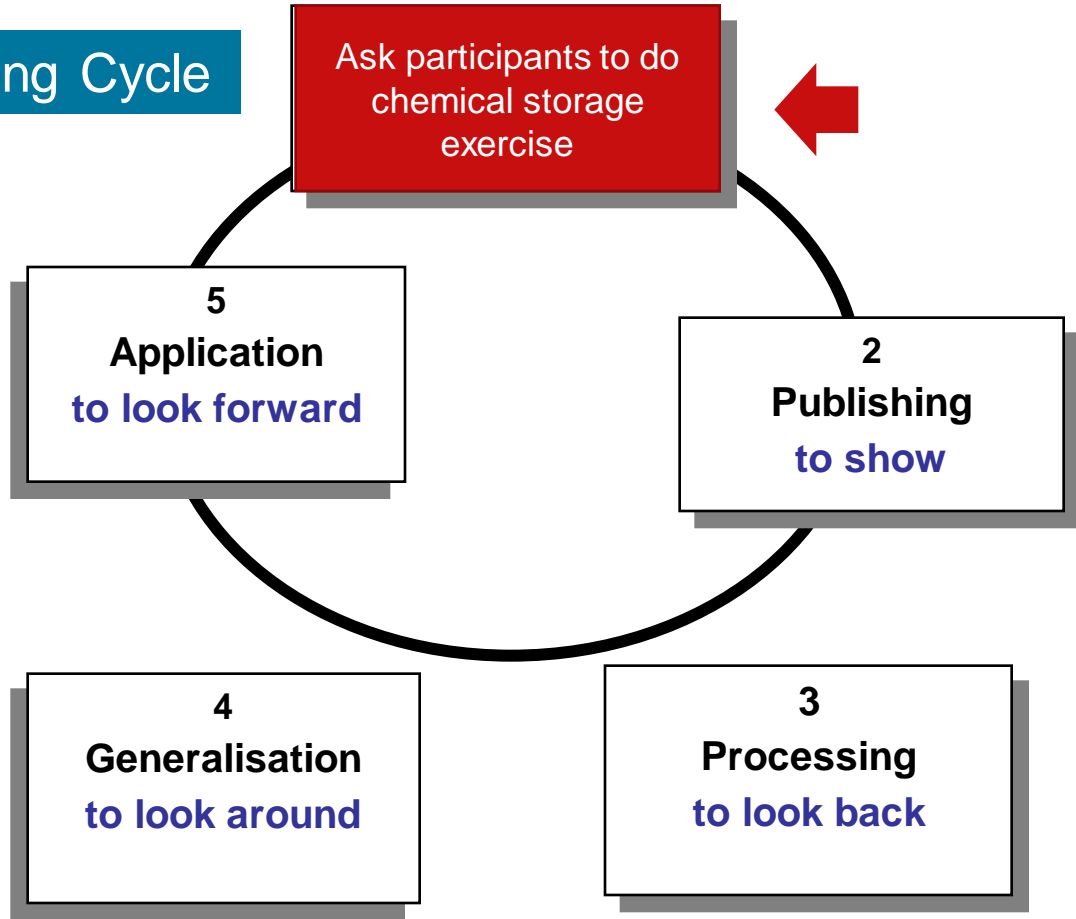 ng Cycle
Ask participants to do
chemical storage
exercise
5
Application
to look forward
2
Publishing
to show
4
Generalisation
to look around
3
Processing
to look back